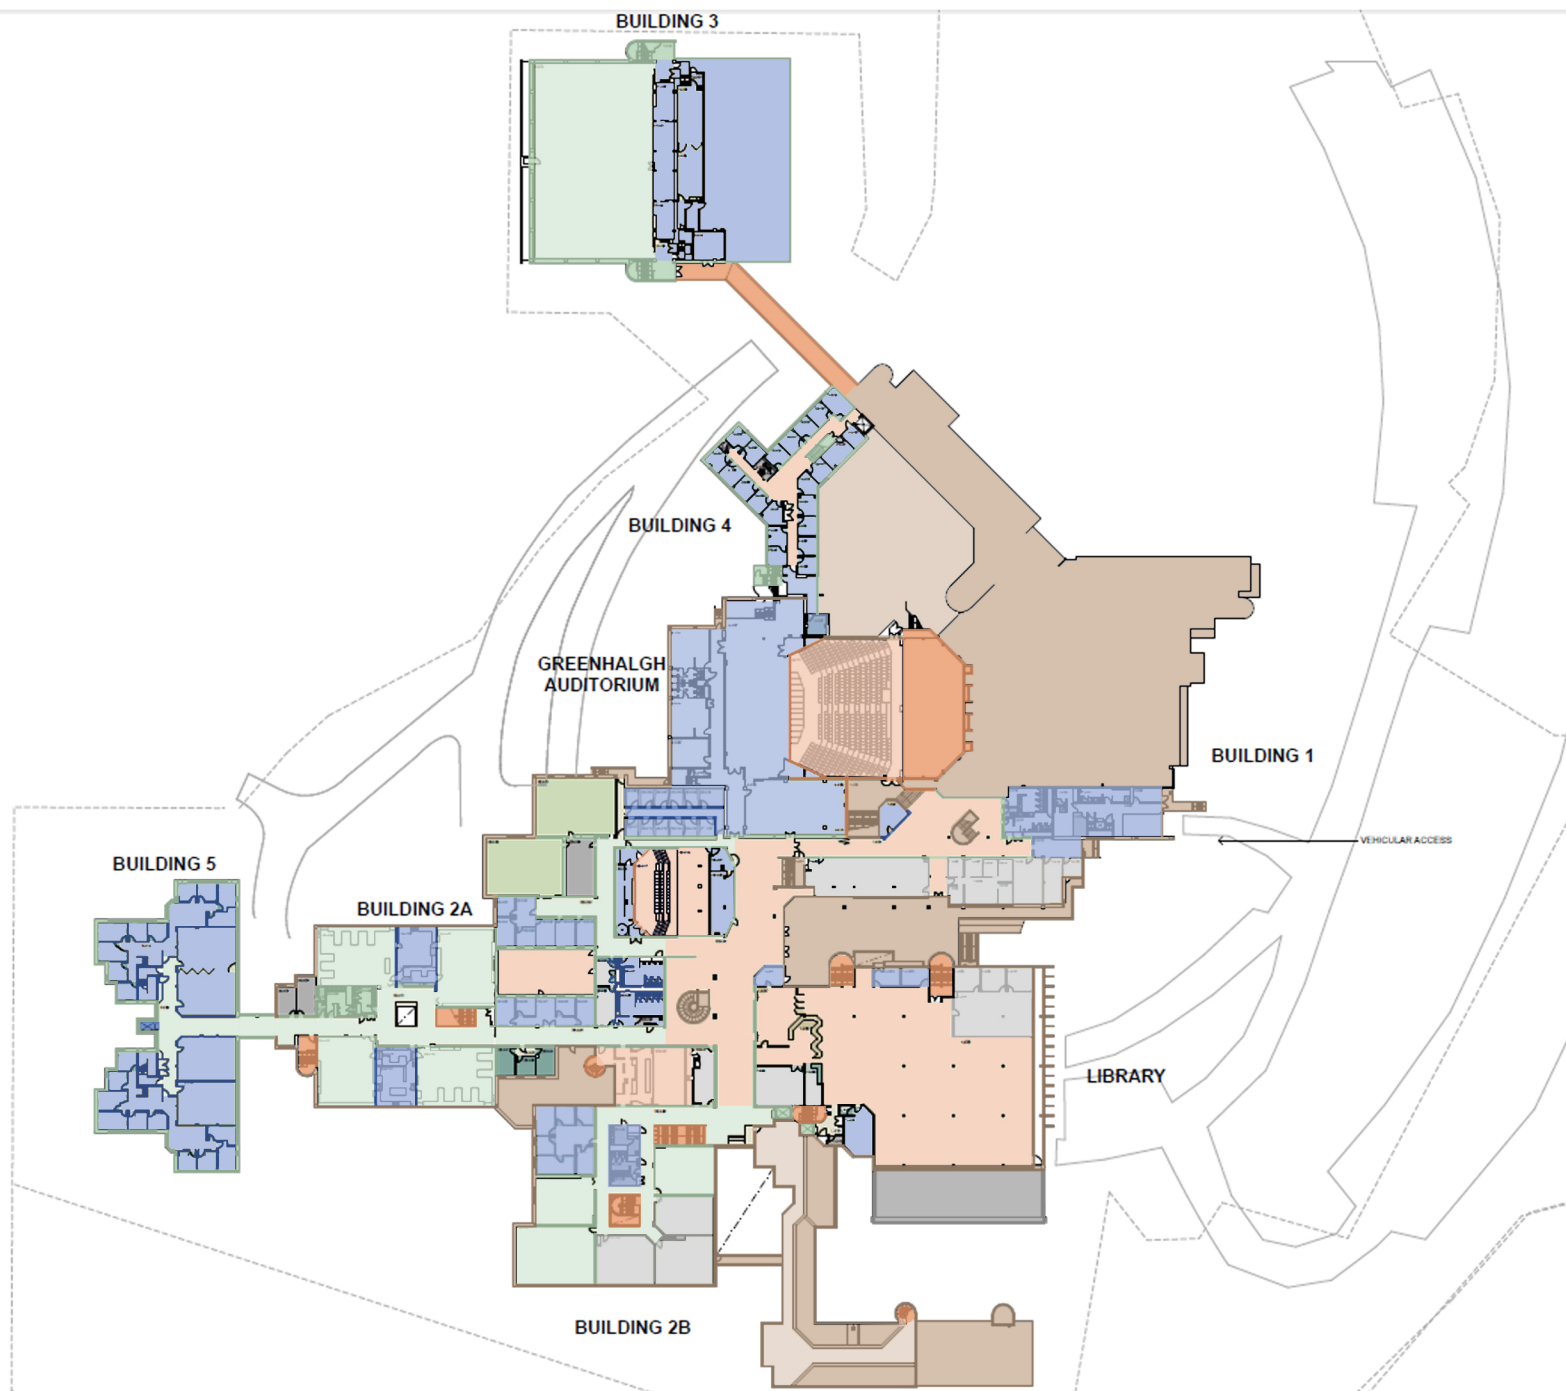 BUILDING 3
BUILDING 4
GREENHALGH
AUDITORIUM
BUILDING 1
VEHICULAR ACCESS
BUILDING 5
BUILDING 2A
LIBRARY
BUILDING 2B